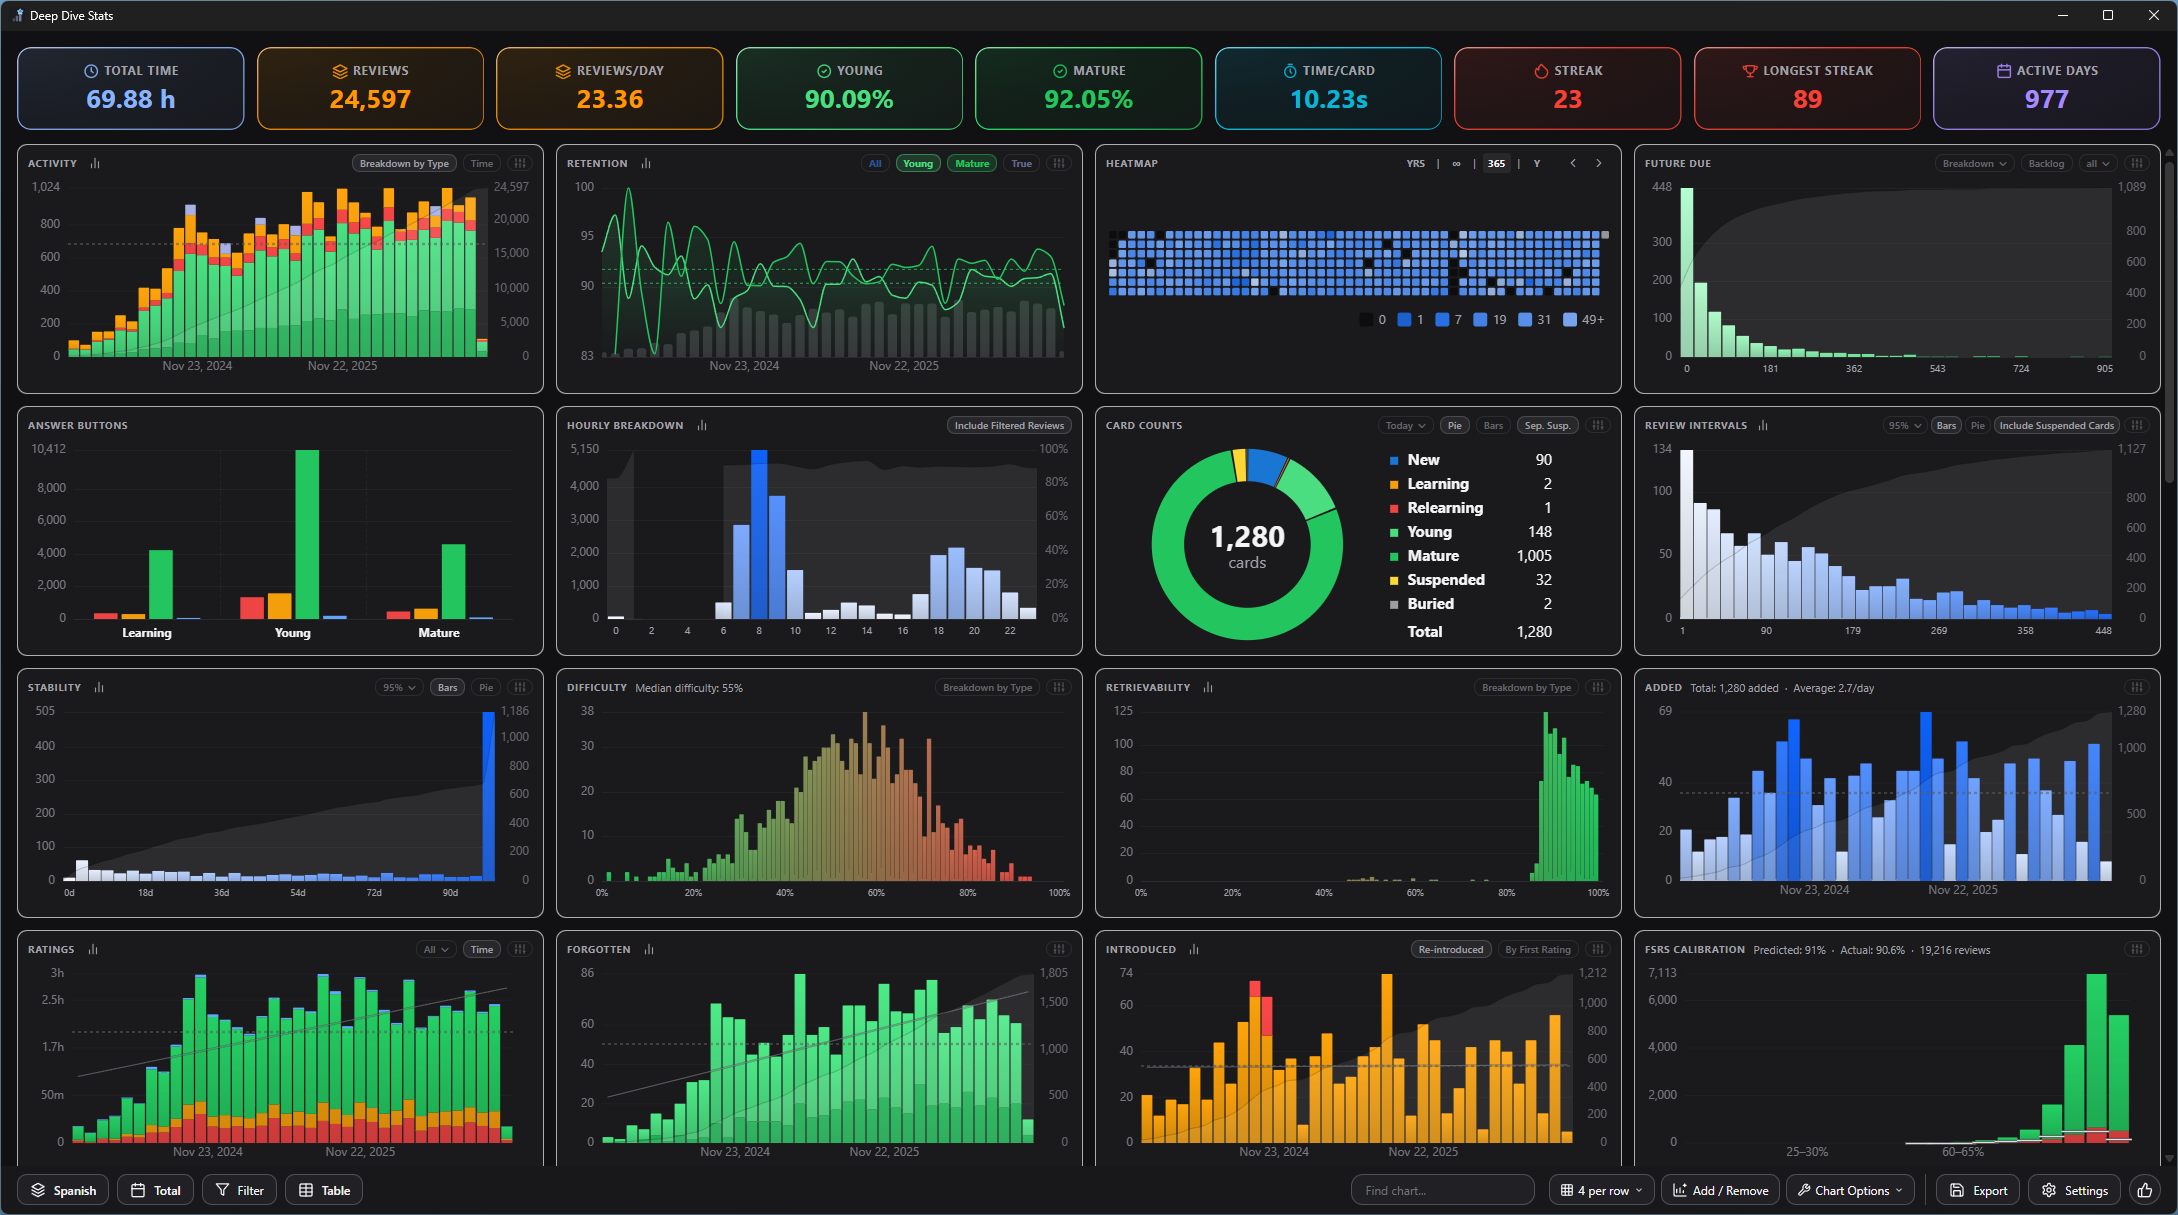 Deep Dive Stats
TOTAL TIME
69.88 h
REVIEWS
24,597
REVIEWS/DAY
23.36
YOUNG
90.09%
MATURE
92.05%
TIME/CARD
10.23s
STREAK
23
LONGEST STREAK
89
ACTIVE DAYS
977
ACTIVITY Breakdown by Type Time
1,024 24,597
800 20,000
600 15,000
400 10,000
200 5,000
0 0
Nov 23, 2024 Nov 22, 2025
RETENTION All Young Mature True
100
95
90
83
Nov 23, 2024 Nov 22, 2025
HEATMAP YRS | ∞ | 365 | Y
0 1 7 19 31 49+
FUTURE DUE Breakdown Backlog all
448 1,089
300 800
200 600
400
100 200
0 0
0 181 362 543 724 905
ANSWER BUTTONS
10,412
8,000
6,000
4,000
2,000
0
Learning Young Mature
HOURLY BREAKDOWN Include Filtered Reviews
5,150 100%
4,000 80%
3,000 60%
2,000 40%
1,000 20%
0 0%
0 2 4 6 8 10 12 14 16 18 20 22
CARD COUNTS Today Pie Bars Sep. Susp.
1,280
cards
New 90
Learning 2
Relearning 1
Young 148
Mature 1,005
Suspended 32
Buried 2
Total 1,280
REVIEW INTERVALS 95% Bars Pie Include Suspended Cards
134 1,127
100 800
600
50 400
200
0 0
1 90 179 269 358 448
STABILITY 95% Bars Pie
505 1,186
400 1,000
300 800
200 600
400
100 200
0 0
0d 18d 36d 54d 72d 90d
DIFFICULTY Median difficulty: 55% Breakdown by Type
38
30
20
10
0
0% 20% 40% 60% 80% 100%
RETRIEVABILITY Breakdown by Type
125
100
80
60
40
20
0
0% 20% 40% 60% 80% 100%
ADDED Total: 1,280 added · Average: 2.7/day
69 1,280
1,000
40
20 500
0 0
Nov 23, 2024 Nov 22, 2025
RATINGS All Time
3h
2.5h
1.7h
50m
0
Nov 23, 2024 Nov 22, 2025
FORGOTTEN
86 1,805
60 1,500
40 1,000
20 500
0 0
Nov 23, 2024 Nov 22, 2025
INTRODUCED Re-introduced By First Rating
74 1,212
60 1,000
800
40 600
400
20 200
0 0
Nov 23, 2024 Nov 22, 2025
FSRS CALIBRATION Predicted: 91% · Actual: 90.6% · 19,216 reviews
7,113
6,000
4,000
2,000
0
25–30% 60–65%
Spanish Total Filter Table Find chart... 4 per row Add / Remove Chart Options Export Settings